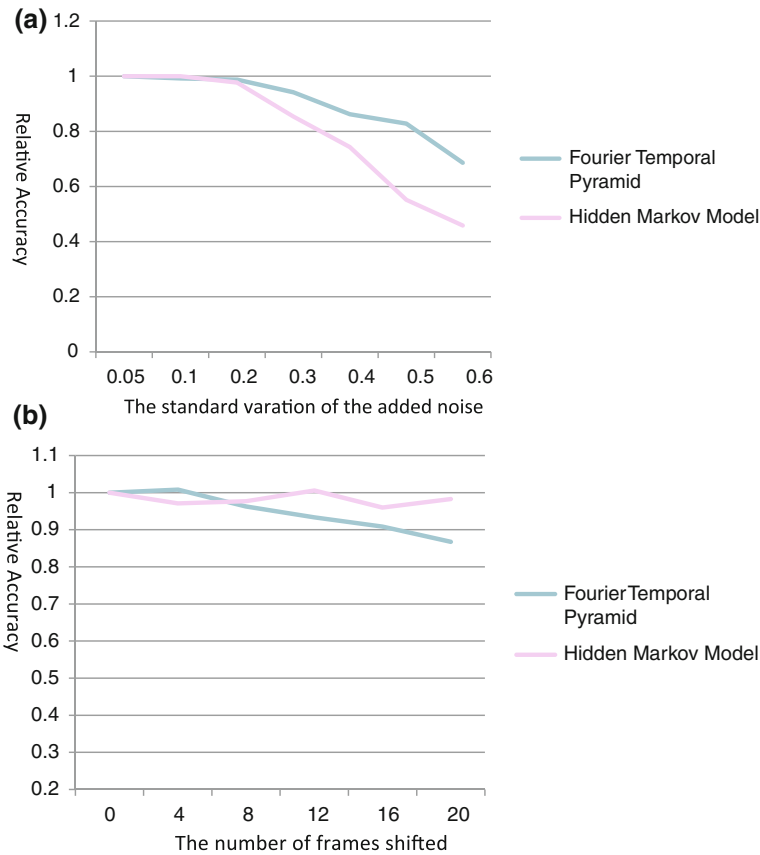 (a)
1.2
1
0.8
0.6
0.4
0.2
0
Relative Accuracy
0.05 0.1 0.2 0.3 0.4 0.5 0.6
The standard varation of the added noise
Fourier Temporal
Pyramid
Hidden Markov Model
(b)
1.1
1
0.9
0.8
0.7
0.6
0.5
0.4
0.3
0.2
Relative Accuracy
0 4 8 12 16 20
The number of frames shifted
Fourier Temporal
Pyramid
Hidden Markov Model